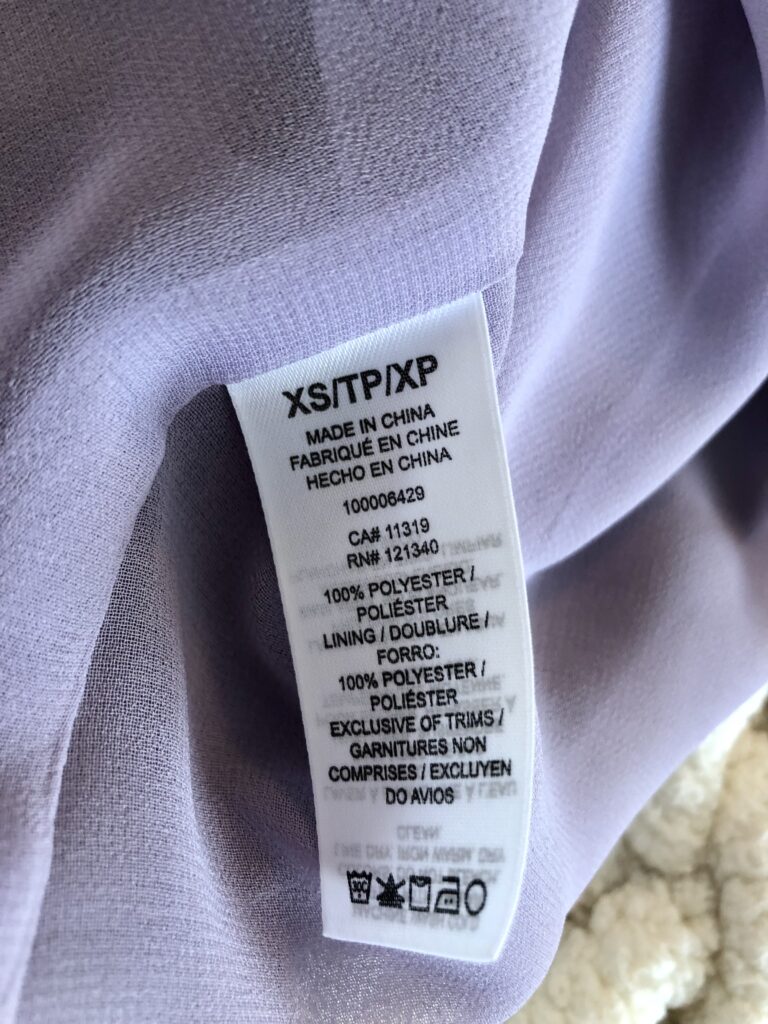 XS/TP/XP
MADE IN CHINA
FABRIQUÉ EN CHINE
HECHO EN CHINA
100006429
CA# 11319
RN# 121340
100% POLYESTER /
POLIÉSTER
LINING / DOUBLURE /
FORRO:
100% POLYESTER /
POLIÉSTER
EXCLUSIVE OF TRIMS /
GARNITURES NON
COMPRISES / EXCLUYEN
DO AVIOS
30C